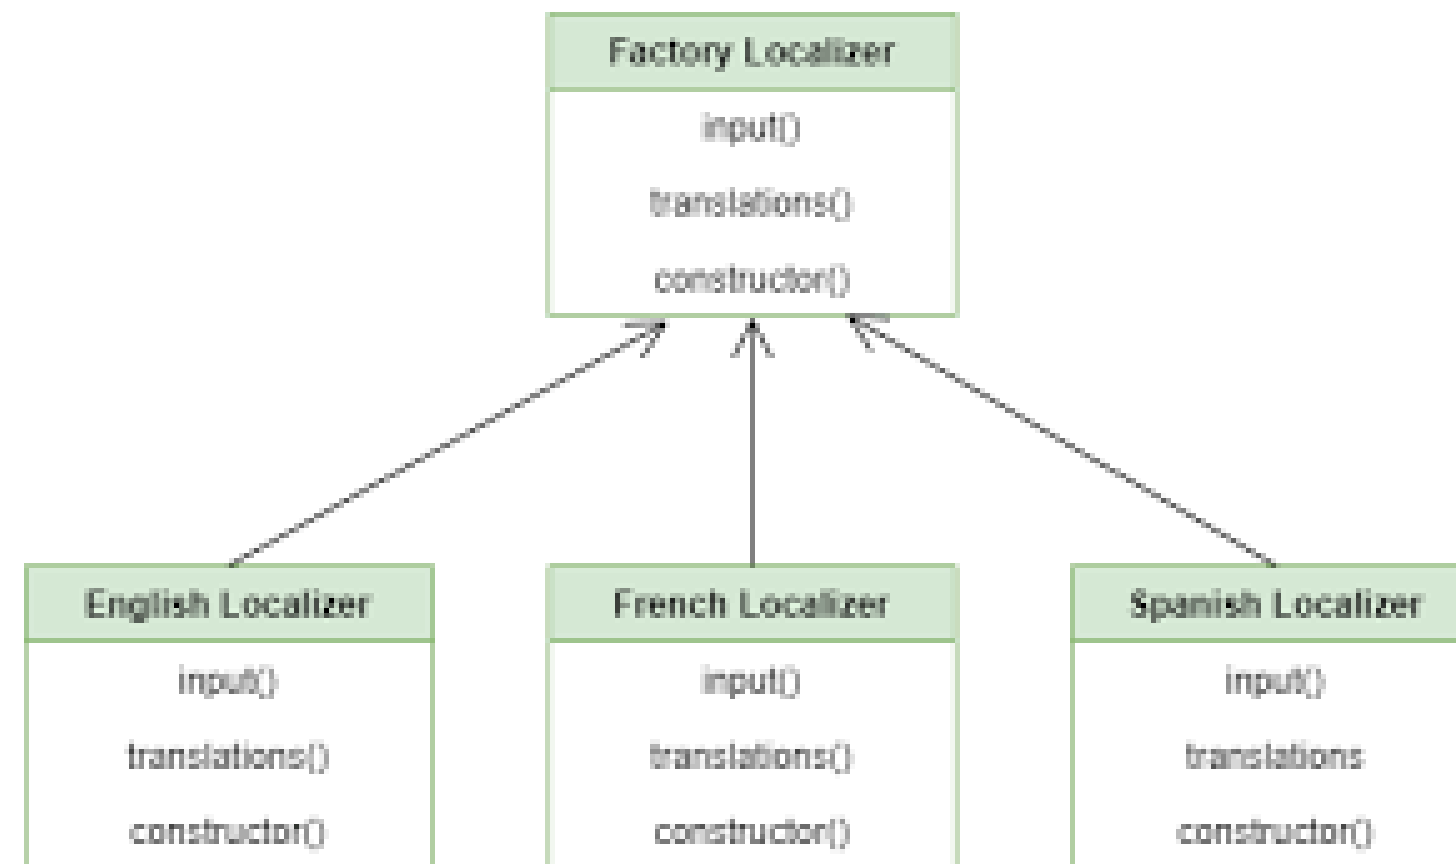 Factory Localizer
input()
translations()
constructor()
English Localizer
input()
translations()
constructor()
French Localizer
input()
translations()
constructor()
Spanish Localizer
input()
translations
constructor()